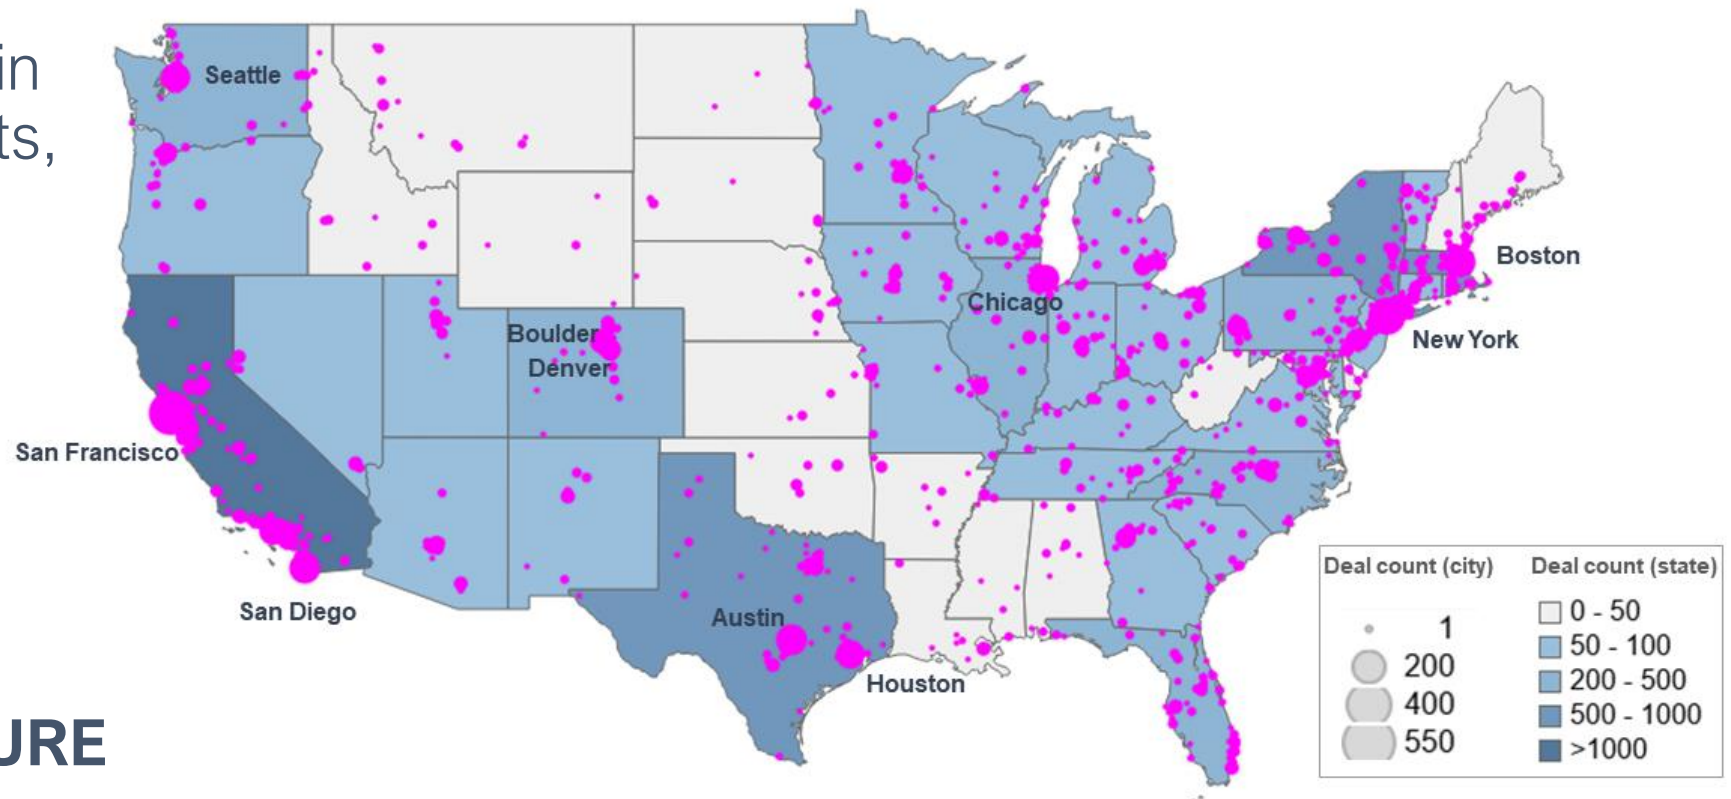 in
ts,
URE
Seattle
Boston
Chicago
New York
Boulder
Denver
San Francisco
San Diego
Austin
Houston
Deal count (city)
1
200
400
550
Deal count (state)
0 - 50
50 - 100
200 - 500
500 - 1000
>1000